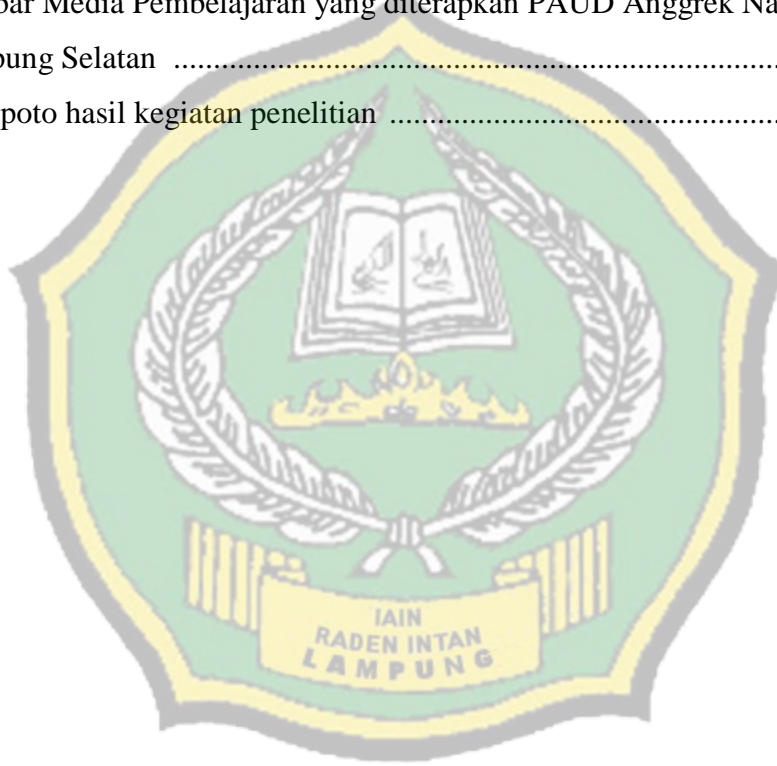 bar Media Pembelajaran yang diterapkan PAUD Anggrek Na
pung Selatan ......................................................................................
poto hasil kegiatan penelitian ..........................................................
IAIN
RADEN INTAN
LAMPUNG